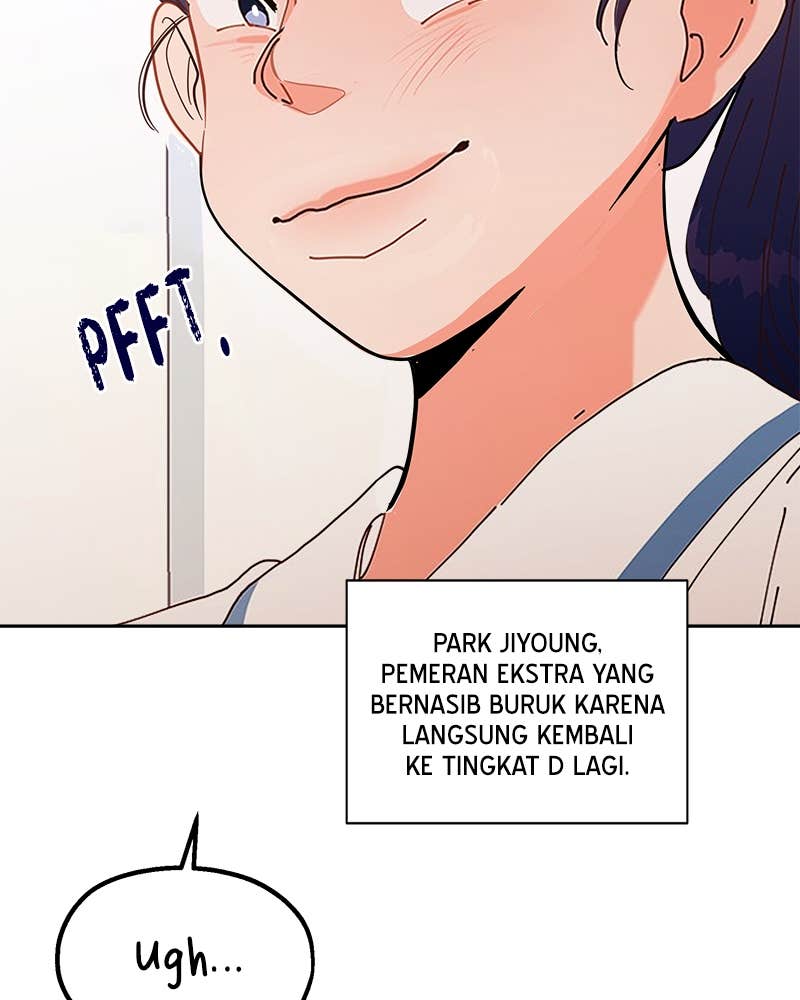 PFFT.
PARK JIYOUNG,
PEMERAN EKSTRA YANG
BERNASIB BURUK KARENA
LANGSUNG KEMBALI
KE TINGKAT D LAGI.
Ugh...